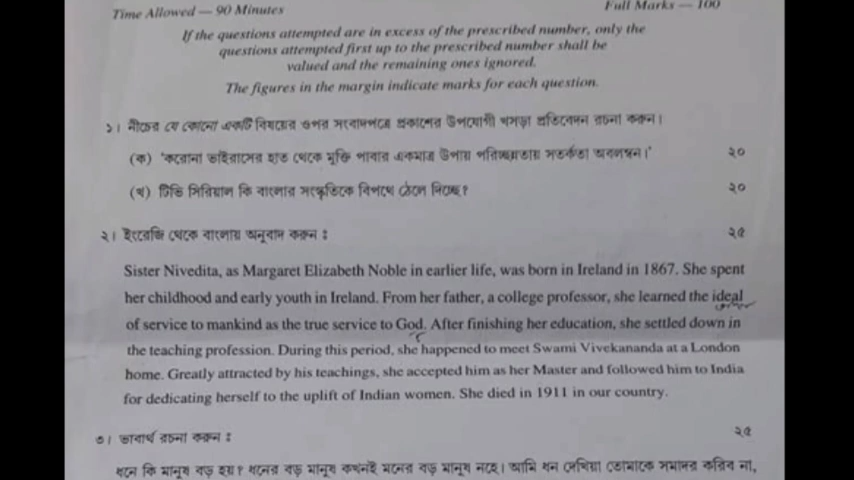 Time Allowed — 90 Minutes
Full Marks — 100
If the questions attempted are in excess of the prescribed number, only the
questions attempted first up to the prescribed number shall be
valued and the remaining ones ignored.
The figures in the margin indicate marks for each question.
১। নীচের যে কোনো একটি বিষয়ের ওপর সংবাদপত্রে প্রকাশের উপযোগী খসড়া প্রতিবেদন রচনা করুন।
(ক) ‘করোনা ভাইরাসের হাত থেকে মুক্তি পাবার একমাত্র উপায় পরিচ্ছন্নতায় সতর্কতা অবলম্বন।’ ২০
(খ) টিভি সিরিয়াল কি বাংলার সংস্কৃতিকে বিপথে ঠেলে দিচ্ছে? ২০
২। ইংরেজি থেকে বাংলায় অনুবাদ করুন : ২৫
Sister Nivedita, as Margaret Elizabeth Noble in earlier life, was born in Ireland in 1867. She spent
her childhood and early youth in Ireland. From her father, a college professor, she learned the ideal
of service to mankind as the true service to God. After finishing her education, she settled down in
the teaching profession. During this period, she happened to meet Swami Vivekananda at a London
home. Greatly attracted by his teachings, she accepted him as her Master and followed him to India
for dedicating herself to the uplift of Indian women. She died in 1911 in our country.
৩। ভাবার্থ রচনা করুন : ২৫
ধনে কি মানুষ বড় হয়? ধনের বড় মানুষ কখনই মনের বড় মানুষ নহে। আমি ধন দেখিয়া তোমাকে সমাদর করিব না,